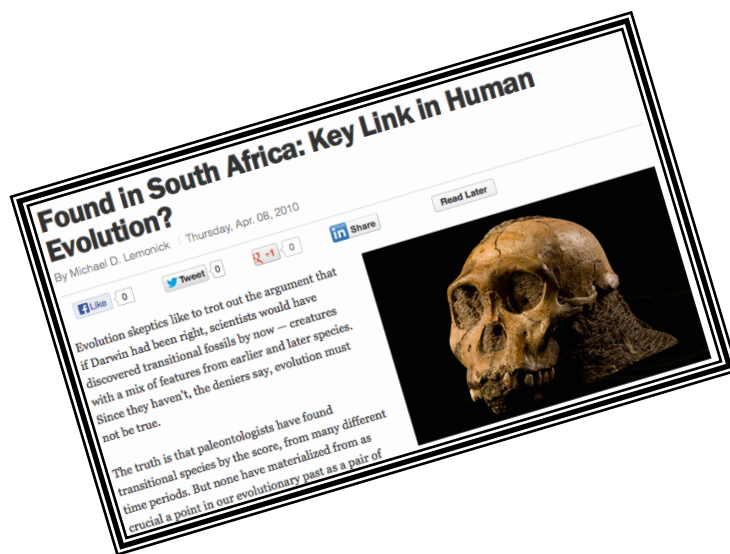 Found in South Africa: Key Link in Human
Evolution?
By Michael D. Lemonick | Thursday, Apr. 08, 2010
Like 0 Tweet 0 +1 0 in Share Read Later
Evolution skeptics like to trot out the argument that
if Darwin had been right, scientists would have
discovered transitional fossils by now — creatures
with a mix of features from earlier and later species.
Since they haven't, the deniers say, evolution must
not be true.
The truth is that paleontologists have found
transitional species by the score, from many different
time periods. But none have materialized from as
crucial a point in our evolutionary past as a pair of